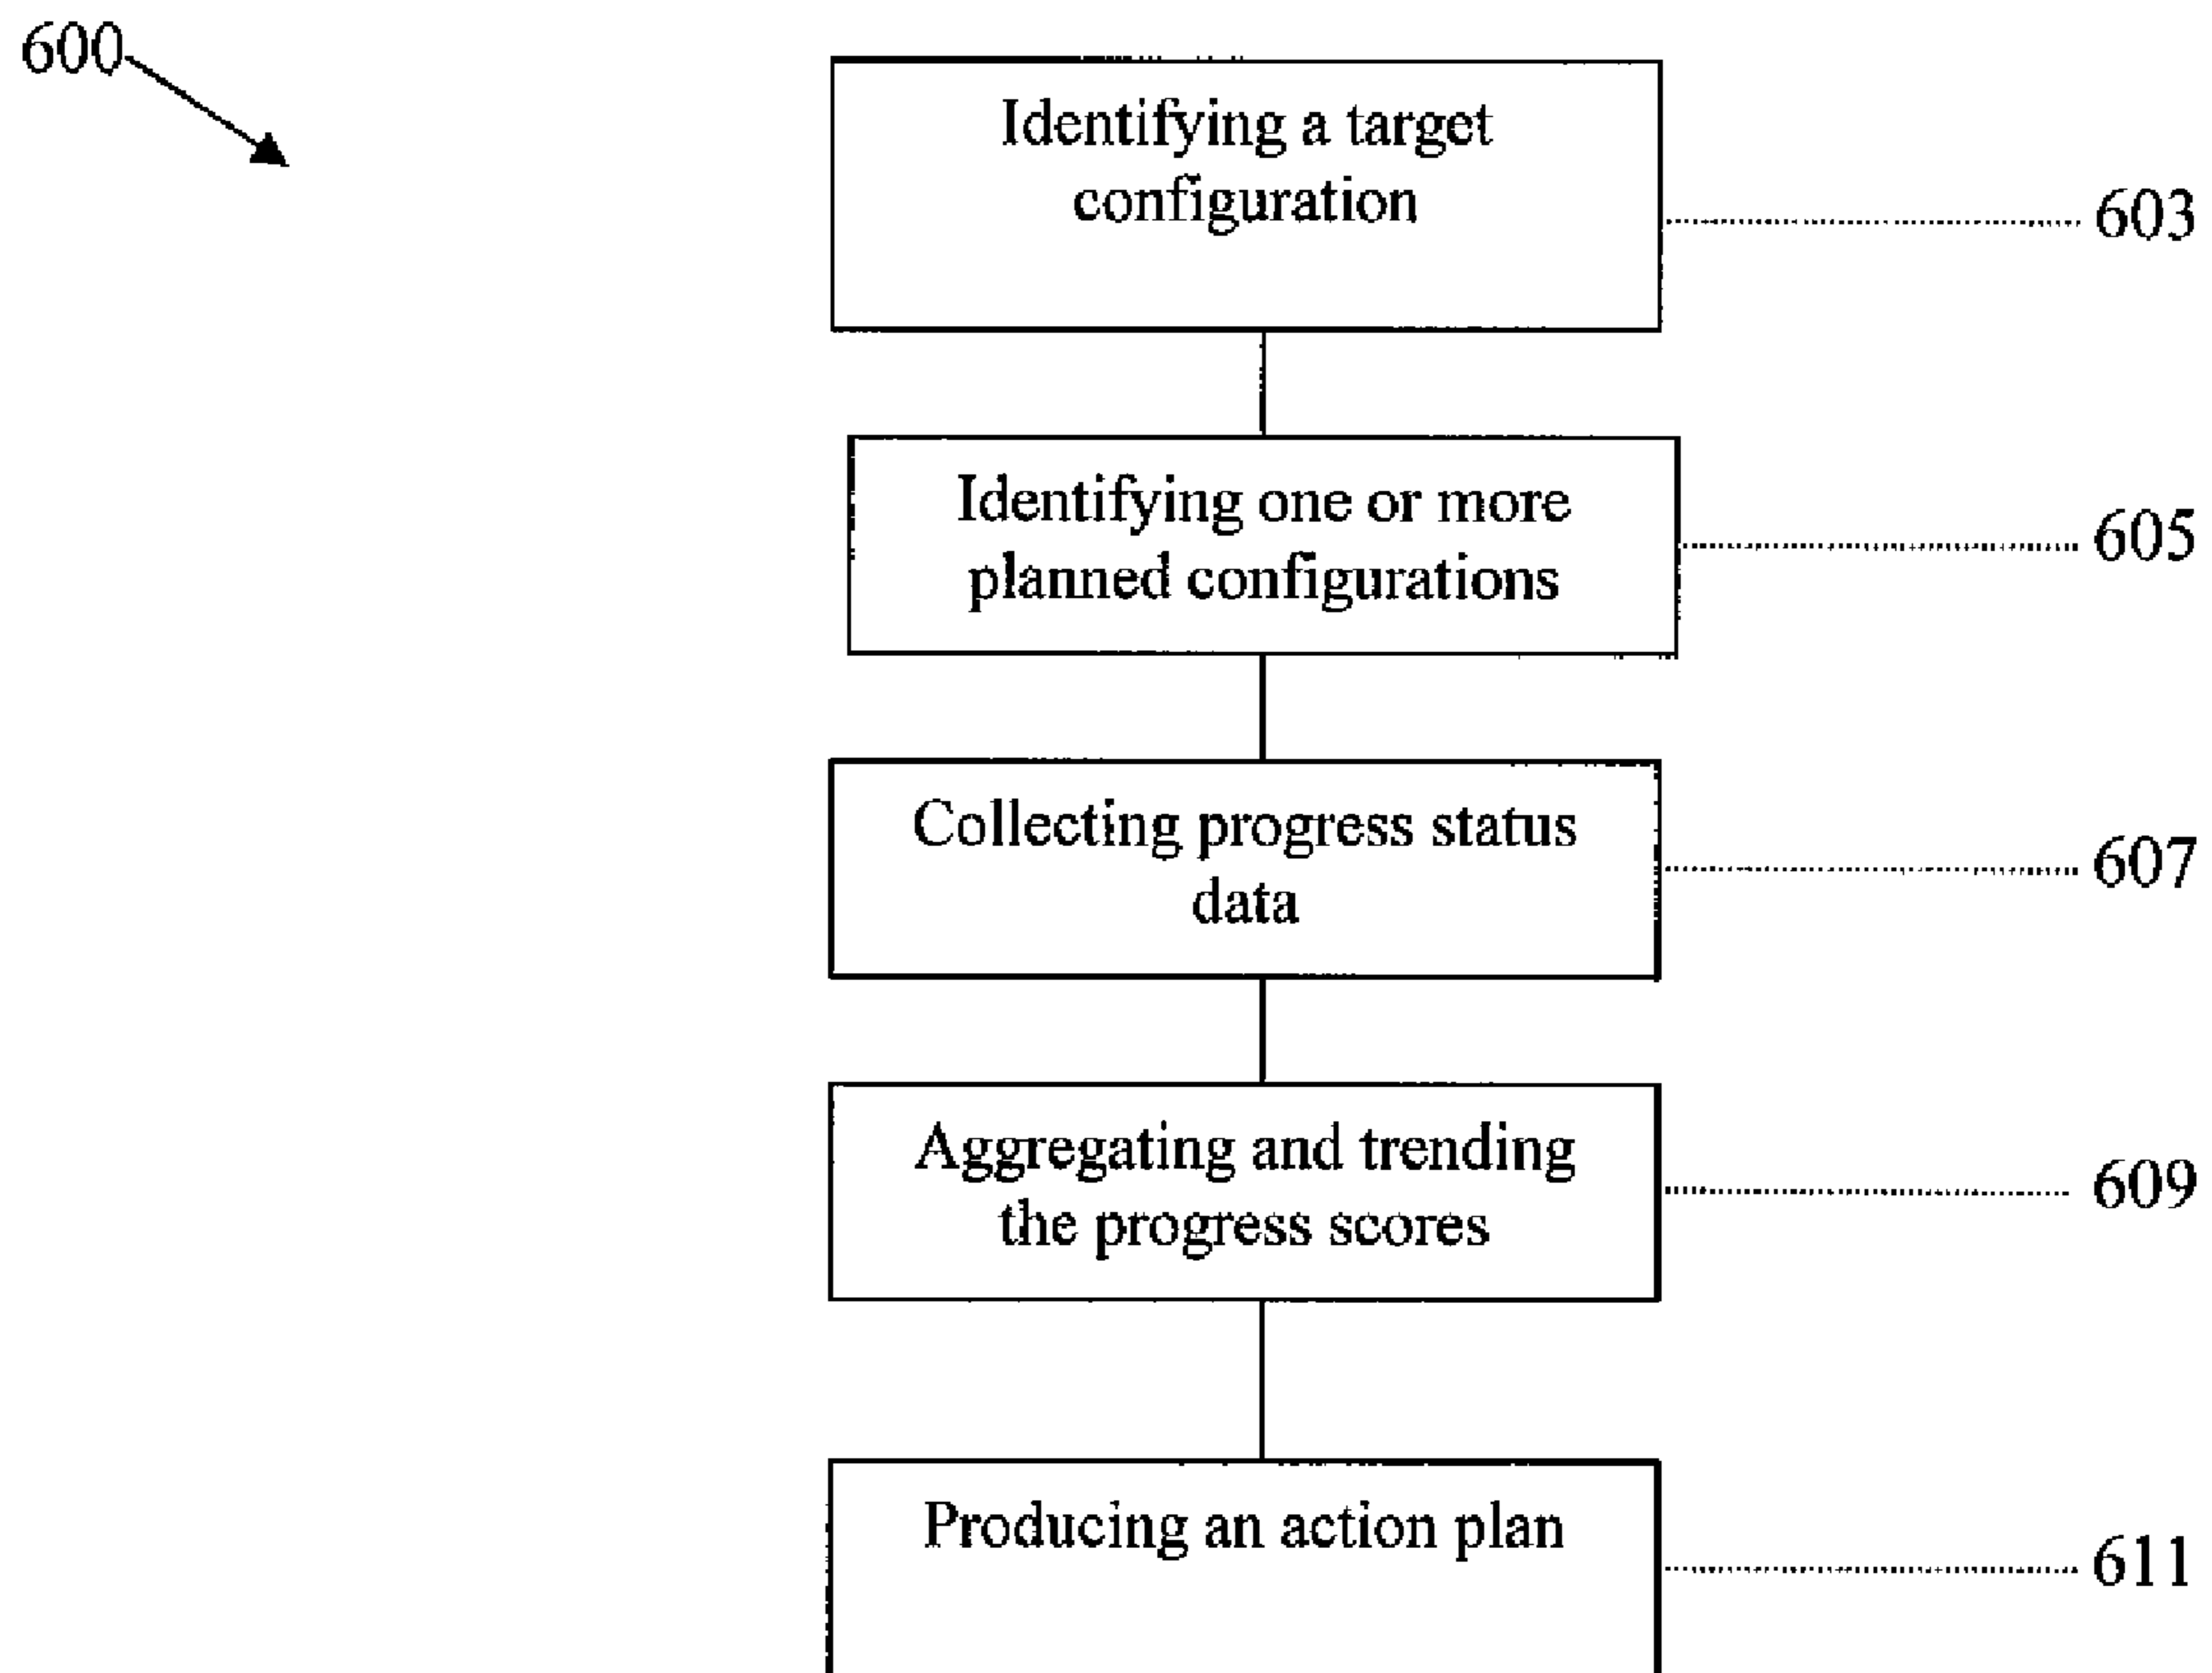 600
Identifying a target
configuration
603
Identifying one or more
planned configurations
605
Collecting progress status
data
607
Aggregating and trending
the progress scores
609
Producing an action plan
611